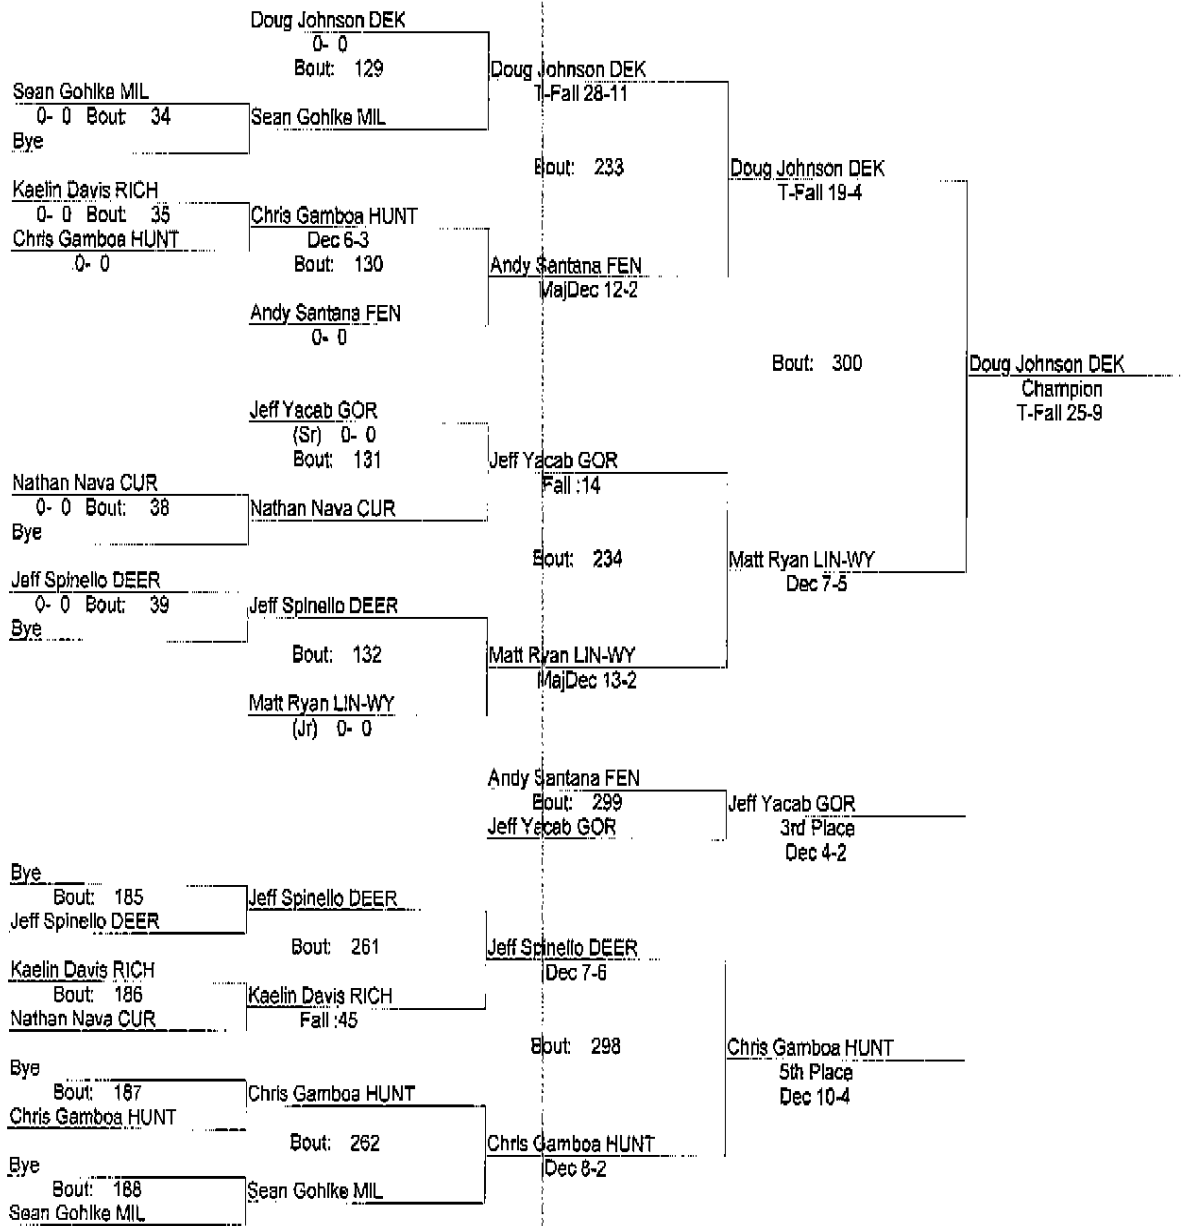 Doug Johnson DEK
0- 0
Bout: 129
Doug Johnson DEK
T-Fall 28-11
Sean Gohlke MIL
0- 0 Bout: 34
Sean Gohlke MIL
Bye
Bout: 233
Doug Johnson DEK
T-Fall 19-4
Kaelin Davis RICH
0- 0 Bout: 35
Chris Gamboa HUNT
Chris Gamboa HUNT
Dec 6-3
0- 0
Bout: 130
Andy Santana FEN
MajDec 12-2
Andy Santana FEN
0- 0
Bout: 300
Doug Johnson DEK
Champion
T-Fall 25-9
Jeff Yacab GOR
(Sr) 0- 0
Bout: 131
Jeff Yacab GOR
Fall :14
Nathan Nava CUR
0- 0 Bout: 38
Nathan Nava CUR
Bye
Bout: 234
Matt Ryan LIN-WY
Dec 7-5
Jeff Spinello DEER
0- 0 Bout: 39
Jeff Spinello DEER
Bye
Bout: 132
Matt Ryan LIN-WY
MajDec 13-2
Matt Ryan LIN-WY
(Jr) 0- 0
Andy Santana FEN
Bout: 299
Jeff Yacab GOR
Jeff Yacab GOR
3rd Place
Dec 4-2
Bye
Bout: 185
Jeff Spinello DEER
Jeff Spinello DEER
Bout: 261
Jeff Spinello DEER
Dec 7-6
Kaelin Davis RICH
Bout: 186
Kaelin Davis RICH
Nathan Nava CUR
Fall :45
Bout: 298
Chris Gamboa HUNT
5th Place
Dec 10-4
Bye
Bout: 187
Chris Gamboa HUNT
Chris Gamboa HUNT
Bout: 262
Chris Gamboa HUNT
Dec 8-2
Bye
Bout: 188
Sean Gohlke MIL
Sean Gohlke MIL